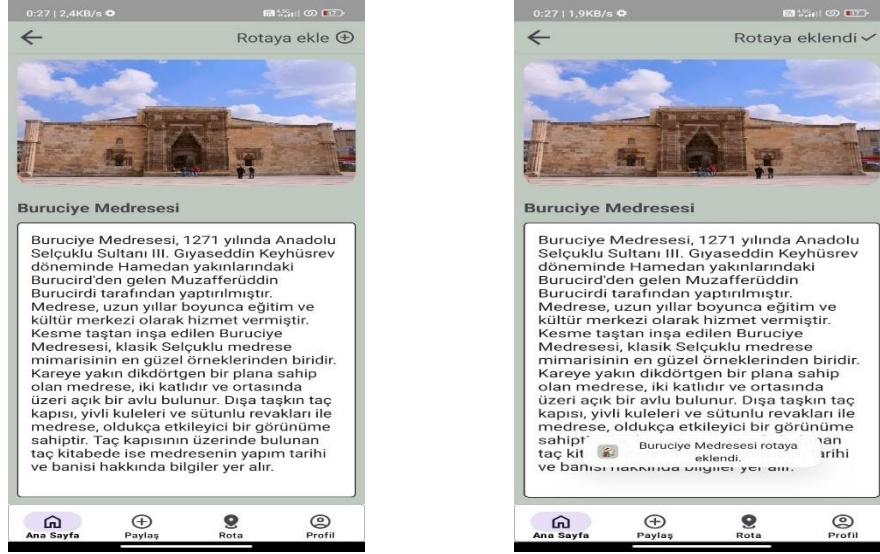 0:27 | 2,4KB/s
Rotaya ekle
Buruciye Medresesi
Buruciye Medresesi, 1271 yılında Anadolu
Selçuklu Sultanı III. Gıyaseddin Keyhüsrev
döneminde Hamedan yakınlarındaki
Burucird'den gelen Muzafferüddin
Burucirdi tarafından yaptırılmıştır.
Medrese, uzun yıllar boyunca eğitim ve
kültür merkezi olarak hizmet vermiştir.
Kesme taştan inşa edilen Buruciye
Medresesi, klasik Selçuklu medrese
mimarisinin en güzel örneklerinden biridir.
Kareye yakın dikdörtgen bir plana sahip
olan medrese, iki katlıdır ve ortasında
üzeri açık bir avlu bulunur. Dışa taşkın taç
kapısı, yivli kuleleri ve sütunlu revakları ile
medrese, oldukça etkileyici bir görünüme
sahiptir. Taç kapısının üzerinde bulunan
taç kitabede ise medresenin yapım tarihi
ve banisi hakkında bilgiler yer alır.
Ana Sayfa
Paylaş
Rota
Profil
0:27 | 1,9KB/s
Rotaya eklendi
Buruciye Medresesi
Buruciye Medresesi, 1271 yılında Anadolu
Selçuklu Sultanı III. Gıyaseddin Keyhüsrev
döneminde Hamedan yakınlarındaki
Burucird'den gelen Muzafferüddin
Burucirdi tarafından yaptırılmıştır.
Medrese, uzun yıllar boyunca eğitim ve
kültür merkezi olarak hizmet vermiştir.
Kesme taştan inşa edilen Buruciye
Medresesi, klasik Selçuklu medrese
mimarisinin en güzel örneklerinden biridir.
Kareye yakın dikdörtgen bir plana sahip
olan medrese, iki katlıdır ve ortasında
üzeri açık bir avlu bulunur. Dışa taşkın taç
kapısı, yivli kuleleri ve sütunlu revakları ile
medrese, oldukça etkileyici bir görünüme
taç
ve banisi hakkında bilgiler yer alır.
Buruciye Medresesi rotaya
eklendi.
Ana Sayfa
Paylaş
Rota
Profil